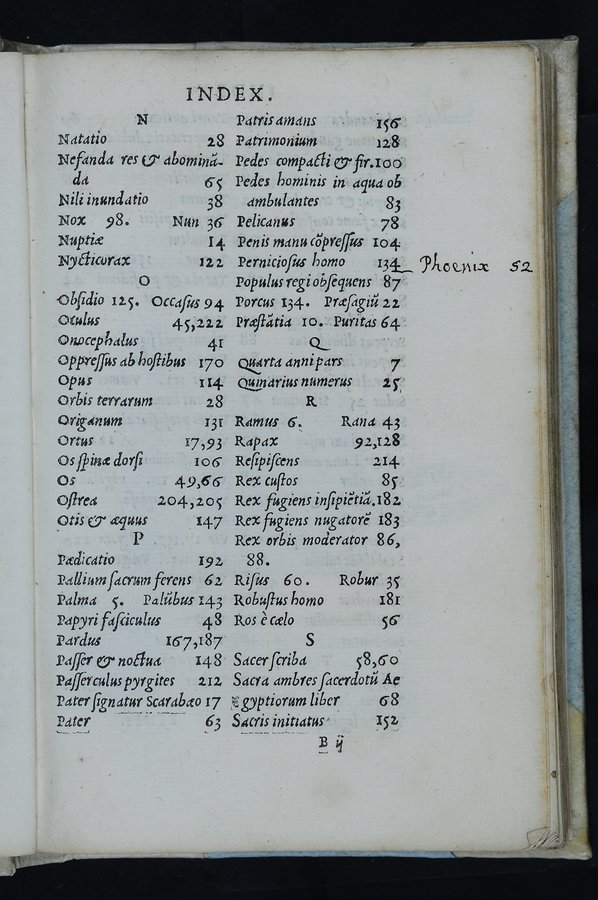 INDEX.
N
Natatio 28
Nefanda res & abominã-
da 65
Nili inundatio 38
Nox 98. Nun 36
Nuptiæ 14
Nycticorax 122
O
Obſidio 125. Occaſus 94
Oculus 45,222
Onocephalus 41
Oppreſſus ab hoſtibus 170
Opus 114
Orbis terrarum 28
Origanum 131
Ortus 17,93
Os ſpinæ dorſi 106
Os 49,66
Oſtrea 204,205
Otis & æquus 147
P
Pædicatio 192
Pallium ſacrum ferens 62
Palma 5. Palũbus 143
Papyri faſciculus 48
Pardus 167,187
Paſſer & noctua 148
Paſſerculus pyrgites 212
Pater ſignatur Scarabæo 17
Pater 63
Patris amans 156
Patrimonium 128
Pedes compacti & fir. 100
Pedes hominis in aqua ob
ambulantes 83
Pelicanus 78
Penis manu cõpreſſus 104
Pernicioſus homo 134
Phoenix 52
Populus regi obſequens 87
Porcus 134. Præſagiũ 22
Præſtãtia 10. Puritas 64
Q
Quarta anni pars 7
Quinarius numerus 25
R
Ramus 6. Rana 43
Rapax 92,128
Reſipiſcens 214
Rex cuſtos 85
Rex fugiens inſipiẽtiã. 182
Rex fugiens nugatorẽ 183
Rex orbis moderator 86,
88.
Riſus 60. Robur 35
Robuſtus homo 181
Ros è cælo 56
S
Sacer ſcriba 58,60
Sacra ambres ſacerdotũ Ae
gyptiorum liber 68
Sacris initiatus 152
B ij